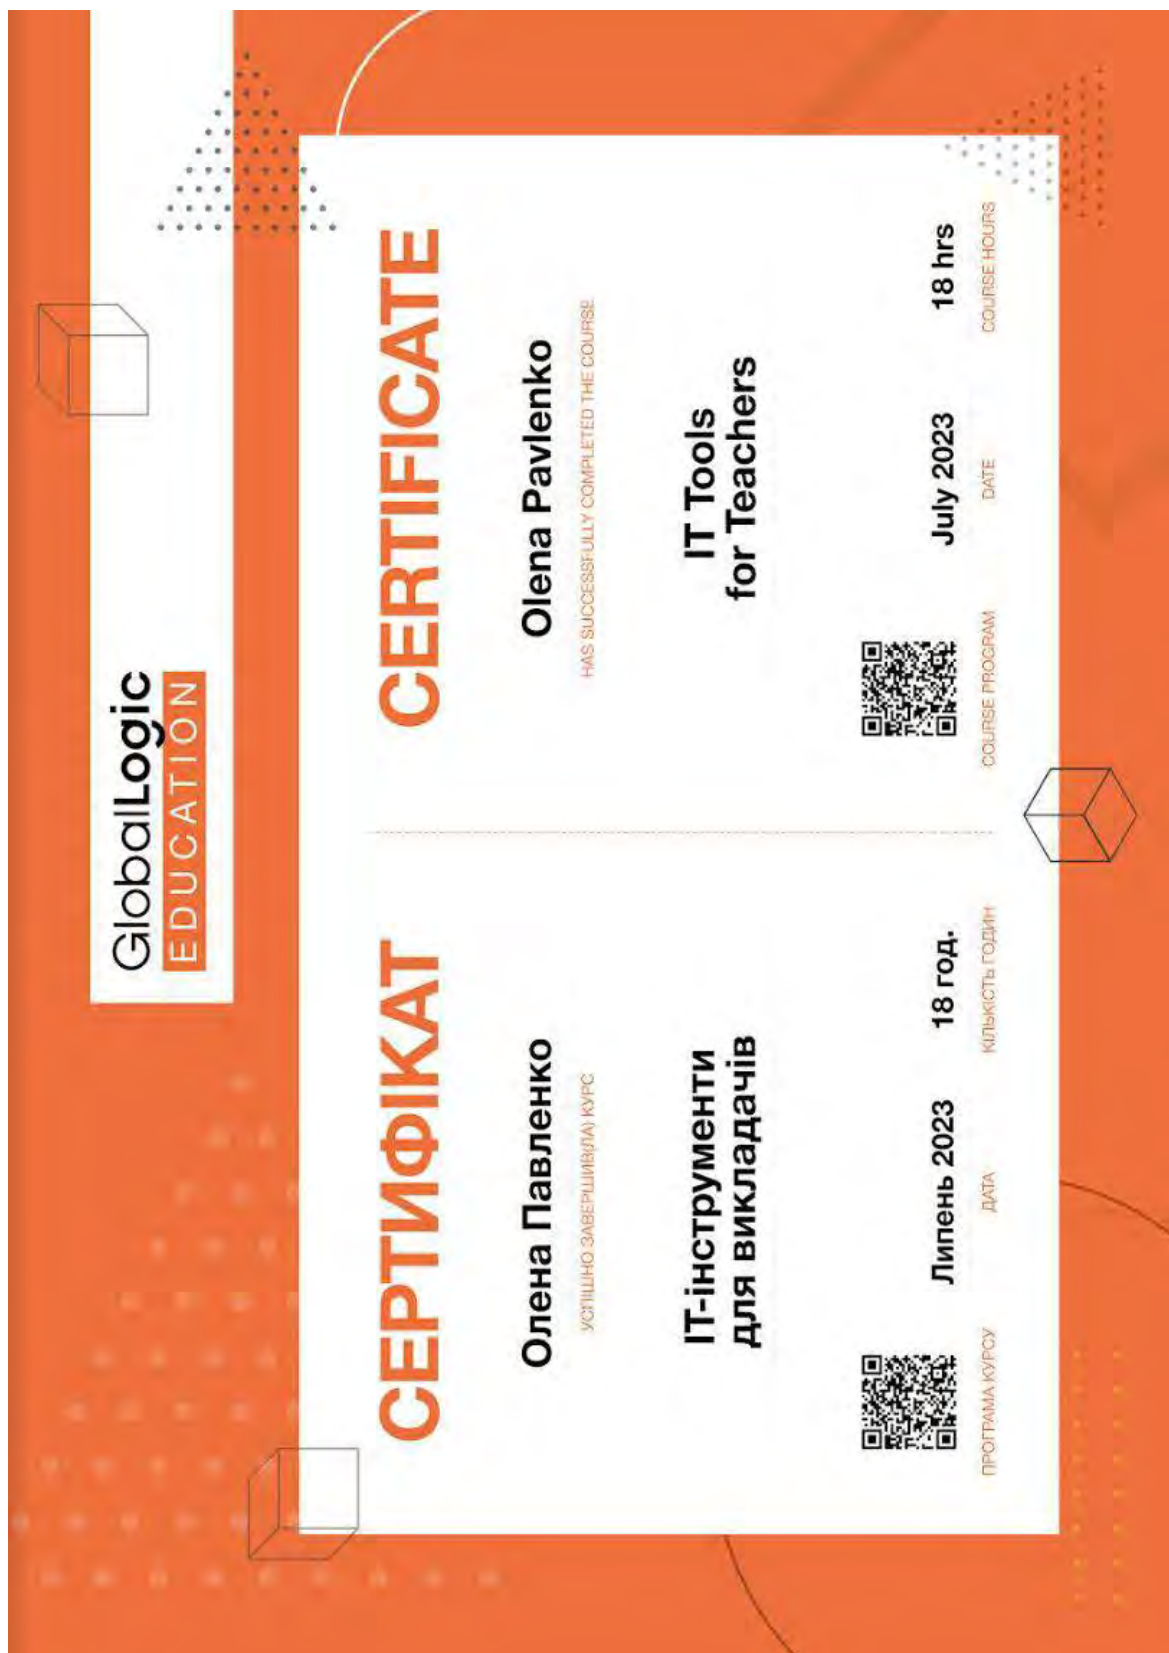 GlobalLogic
EDUCATION
СЕРТИФІКАТ
Олена Павленко
УСПІШНО ЗАВЕРШИВ(ЛА) КУРС
ІТ-інструменти
для викладачів
Липень 2023
18 год.
ПРОГРАМА КУРСУ
ДАТА
КІЛЬКІСТЬ ГОДИН
CERTIFICATE
Olena Pavlenko
HAS SUCCESSFULLY COMPLETED THE COURSE
IT Tools
for Teachers
July 2023
18 hrs
COURSE PROGRAM
DATE
COURSE HOURS